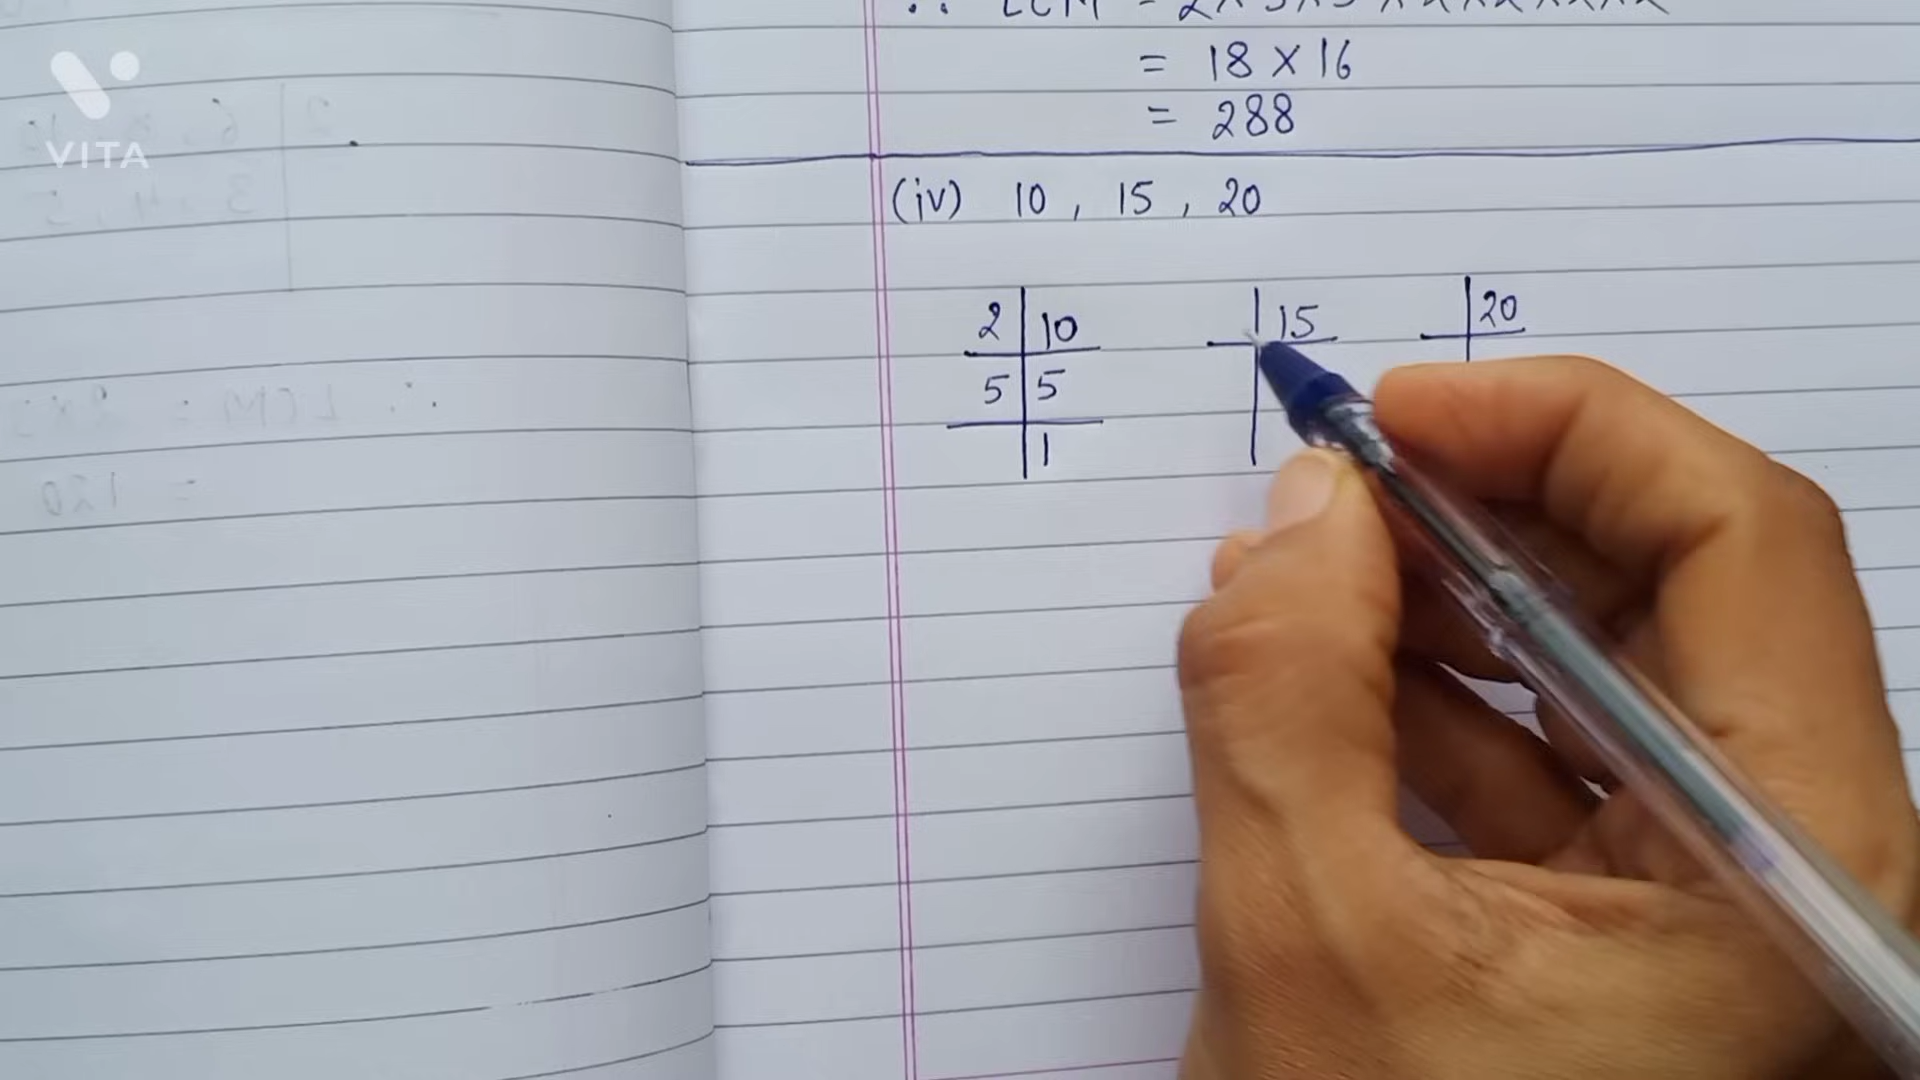 VITA
= 18 × 16
= 288
(iv) 10 , 15 , 20
2 | 10
5 | 5
1
15
20